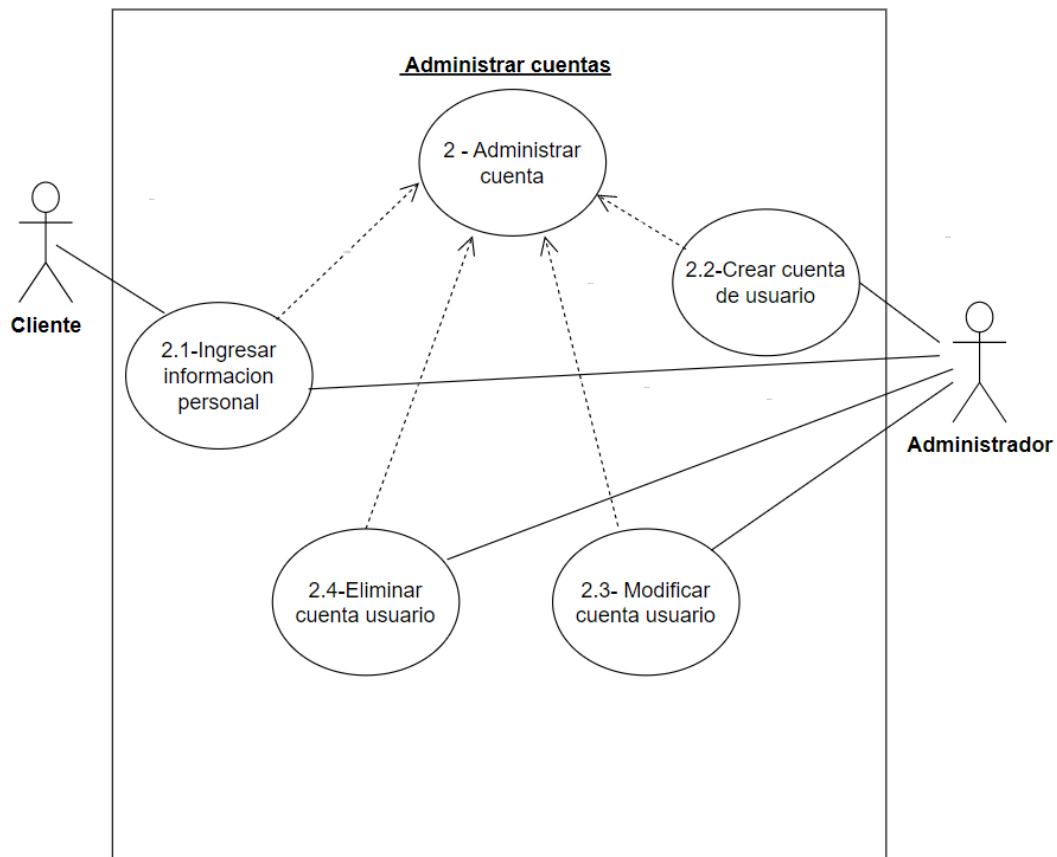 Administrar cuentas
2 - Administrar
cuenta
2.2-Crear cuenta
de usuario
Cliente
2.1-Ingresar
informacion
personal
Administrador
2.4-Eliminar
cuenta usuario
2.3- Modificar
cuenta usuario